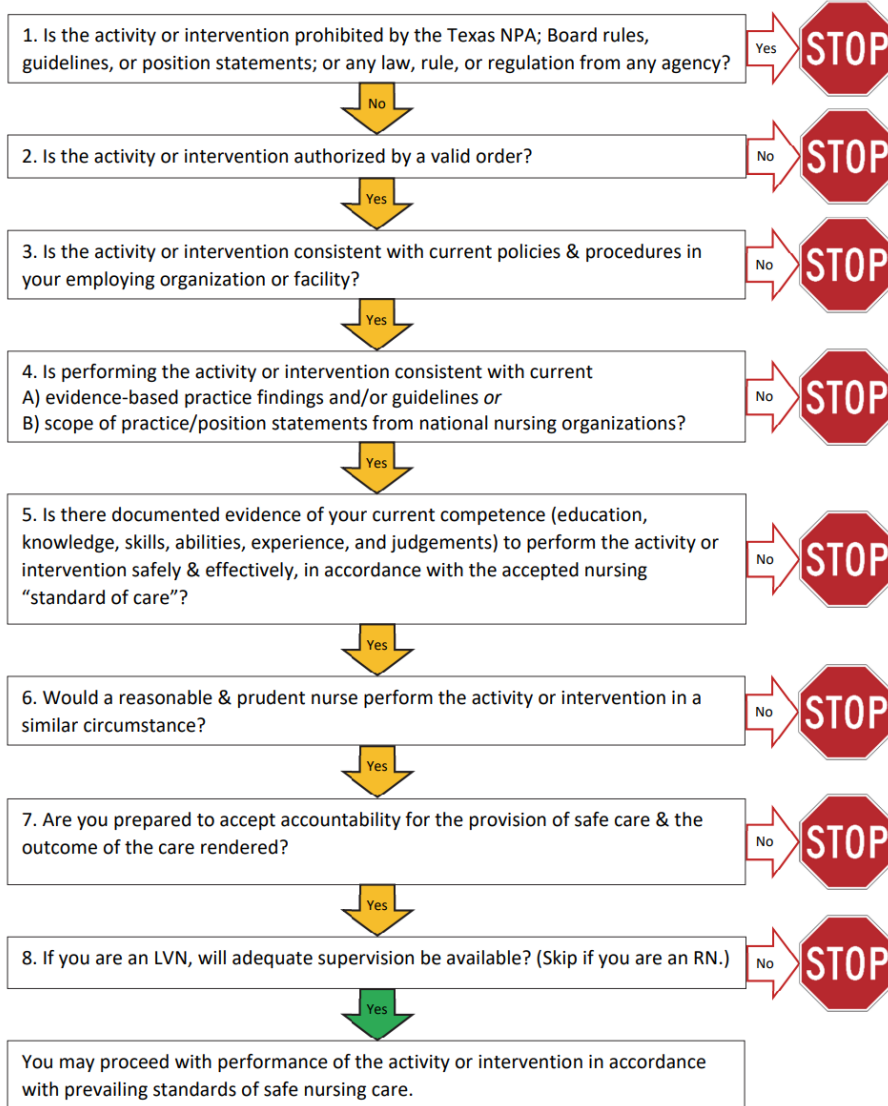 1. Is the activity or intervention prohibited by the Texas NPA; Board rules,
guidelines, or position statements; or any law, rule, or regulation from any agency?
Yes
STOP
No
2. Is the activity or intervention authorized by a valid order?
No
STOP
Yes
3. Is the activity or intervention consistent with current policies & procedures in
your employing organization or facility?
No
STOP
Yes
4. Is performing the activity or intervention consistent with current
A) evidence-based practice findings and/or guidelines or
B) scope of practice/position statements from national nursing organizations?
No
STOP
Yes
5. Is there documented evidence of your current competence (education,
knowledge, skills, abilities, experience, and judgements) to perform the activity or
intervention safely & effectively, in accordance with the accepted nursing
“standard of care”?
No
STOP
Yes
6. Would a reasonable & prudent nurse perform the activity or intervention in a
similar circumstance?
No
STOP
Yes
7. Are you prepared to accept accountability for the provision of safe care & the
outcome of the care rendered?
No
STOP
Yes
8. If you are an LVN, will adequate supervision be available? (Skip if you are an RN.)
No
STOP
Yes
You may proceed with performance of the activity or intervention in accordance
with prevailing standards of safe nursing care.